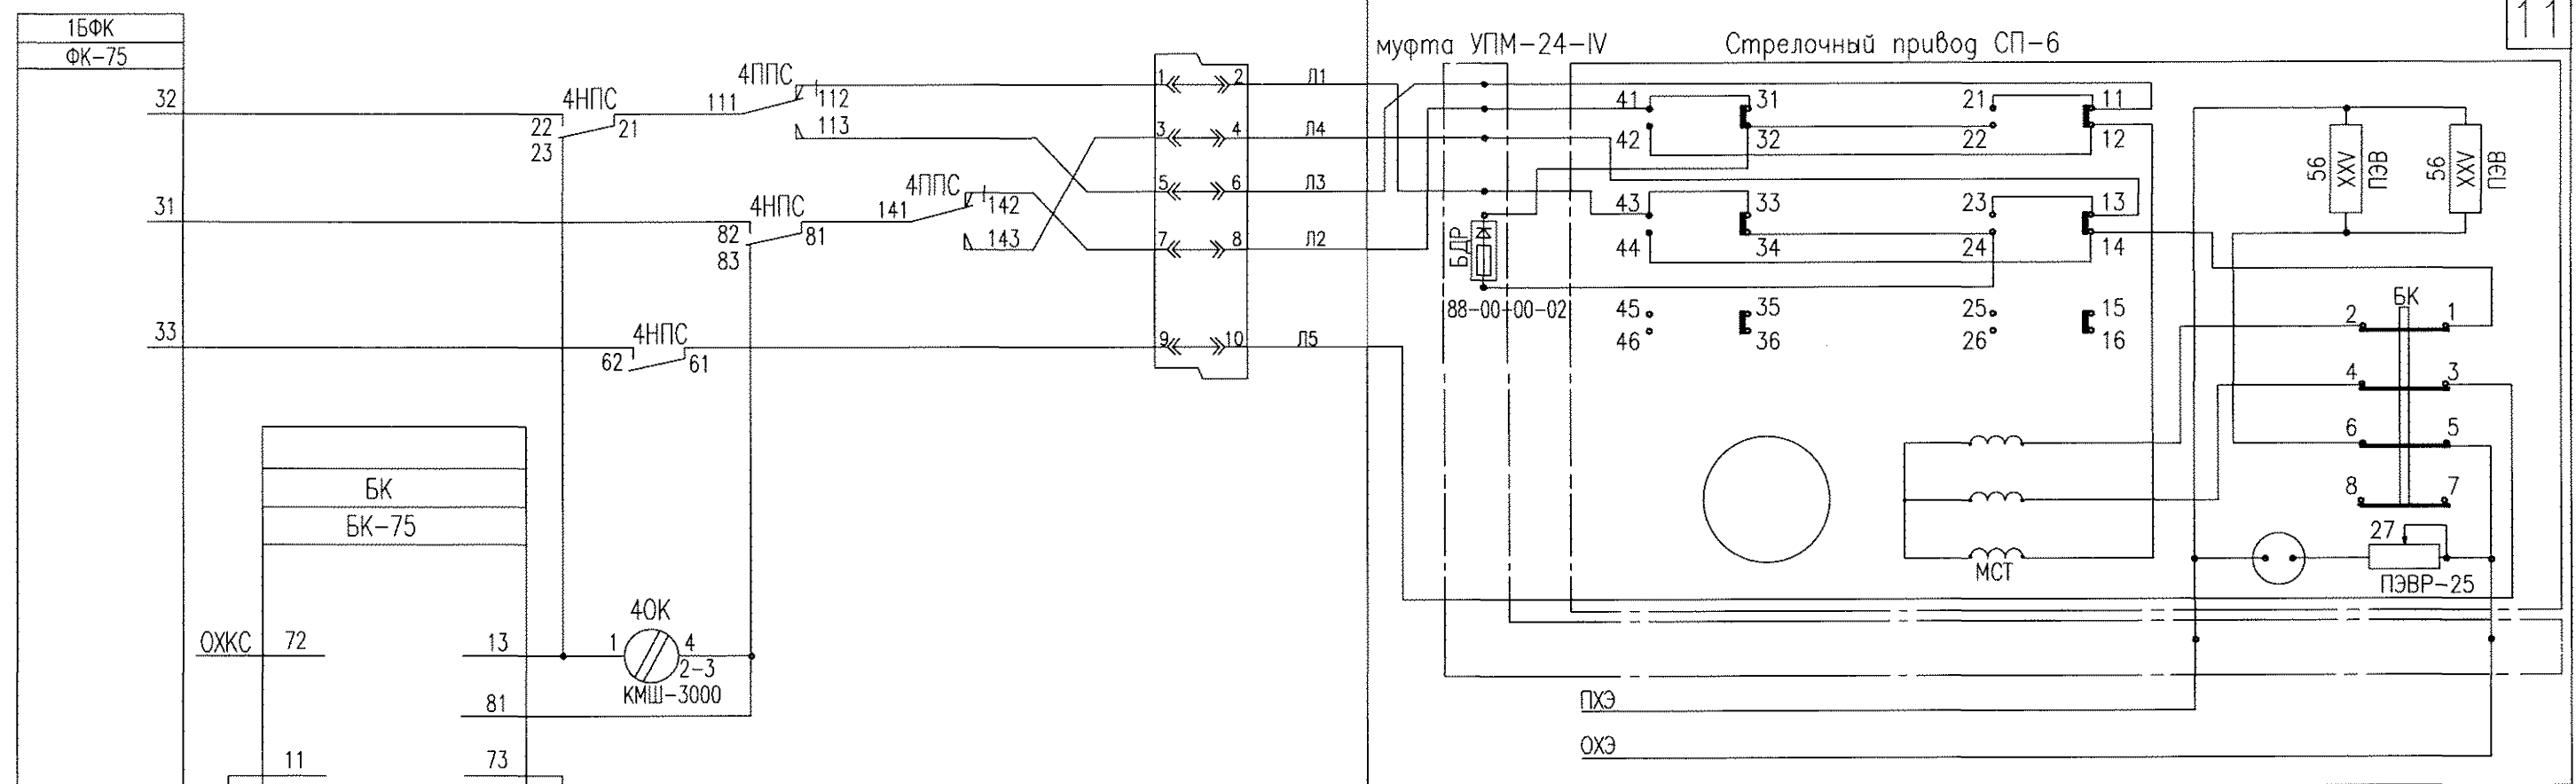 11
1БФК
ФК-75
муфта УПМ-24-IV
Стрелочный привод СП-6
32
4НПС
22
23
21
111
4ППС
112
113
1
2
Л1
3
4
Л4
5
6
Л3
7
8
Л2
9
10
Л5
31
4НПС
82
83
81
141
4ППС
142
143
33
4НПС
62
61
41
31
21
11
42
32
22
12
43
33
23
13
44
34
24
14
45
35
25
15
46
36
26
16
БДР
88-00-00-02
56
XXV
ПЭВ
56
XXV
ПЭВ
БК
2
1
4
3
6
5
8
7
27
ПЭВР-25
МСТ
БК
БК-75
ОХКС
72
13
81
11
73
4ОК
1
4
2-3
КМШ-3000
ПХЭ
ОХЭ